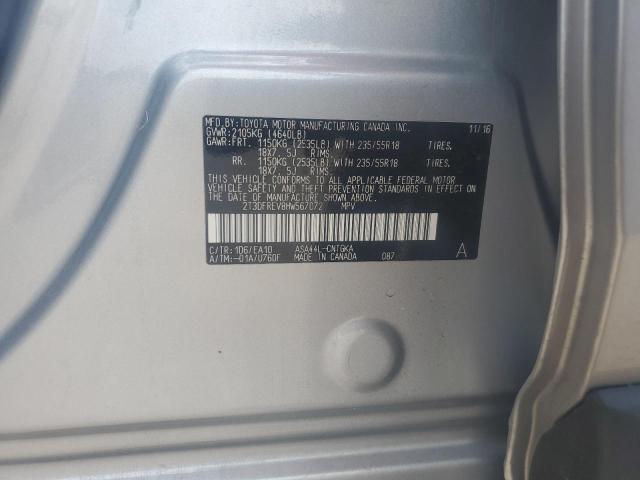 MFD.BY:TOYOTA MOTOR MANUFACTURING CANADA INC. 11/16
GVWR:2105KG (4640LB)
GAWR:FRT. 1150KG (2535LB) WITH 235/55R18 TIRES.
18X7. 5J RIMS.
RR. 1150KG (2535LB) WITH 235/55R18 TIRES.
18X7. 5J RIMS.
THIS VEHICLE CONFORMS TO ALL APPLICABLE FEDERAL MOTOR
VEHICLE SAFETY AND THEFT PREVENTION STANDARDS IN EFFECT
ON THE DATE OF MANUFACTURE SHOWN ABOVE.
2T3DFREV8HW567072 MPV
C/TR:1D6/EA10 ASA44L-CNTGKA
A/TM:-01A/U760F MADE IN CANADA 087 A